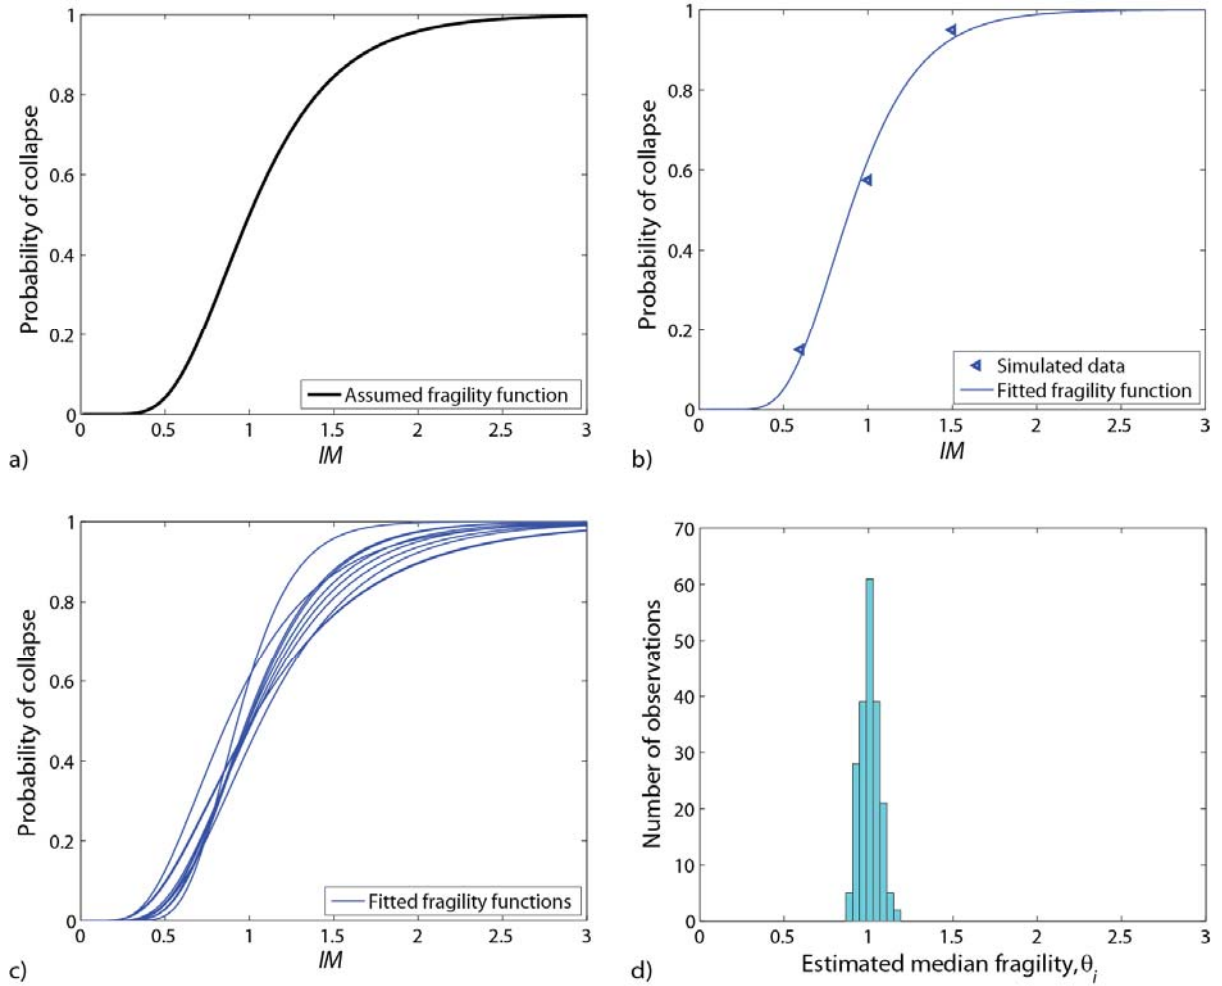 1
0.8
0.6
0.4
0.2
0
Probability of collapse
Assumed fragility function
0 0.5 1 1.5 2 2.5 3
IM
a)
1
0.8
0.6
0.4
0.2
0
Probability of collapse
Simulated data
Fitted fragility function
0 0.5 1 1.5 2 2.5 3
IM
b)
1
0.8
0.6
0.4
0.2
0
Probability of collapse
Fitted fragility functions
0 0.5 1 1.5 2 2.5 3
IM
c)
70
60
50
40
30
20
10
0
Number of observations
0 0.5 1 1.5 2 2.5 3
Estimated median fragility, θi
d)